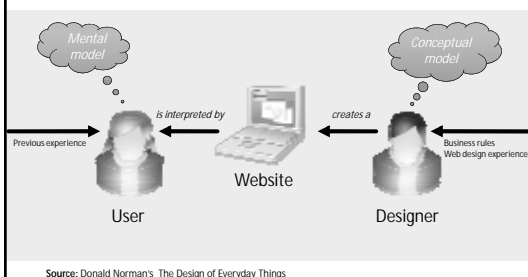 Mental
model
Conceptual
model
is interpreted by
creates a
Previous experience
Business rules
Web design experience
Website
User
Designer
Source: Donald Norman's The Design of Everyday Things